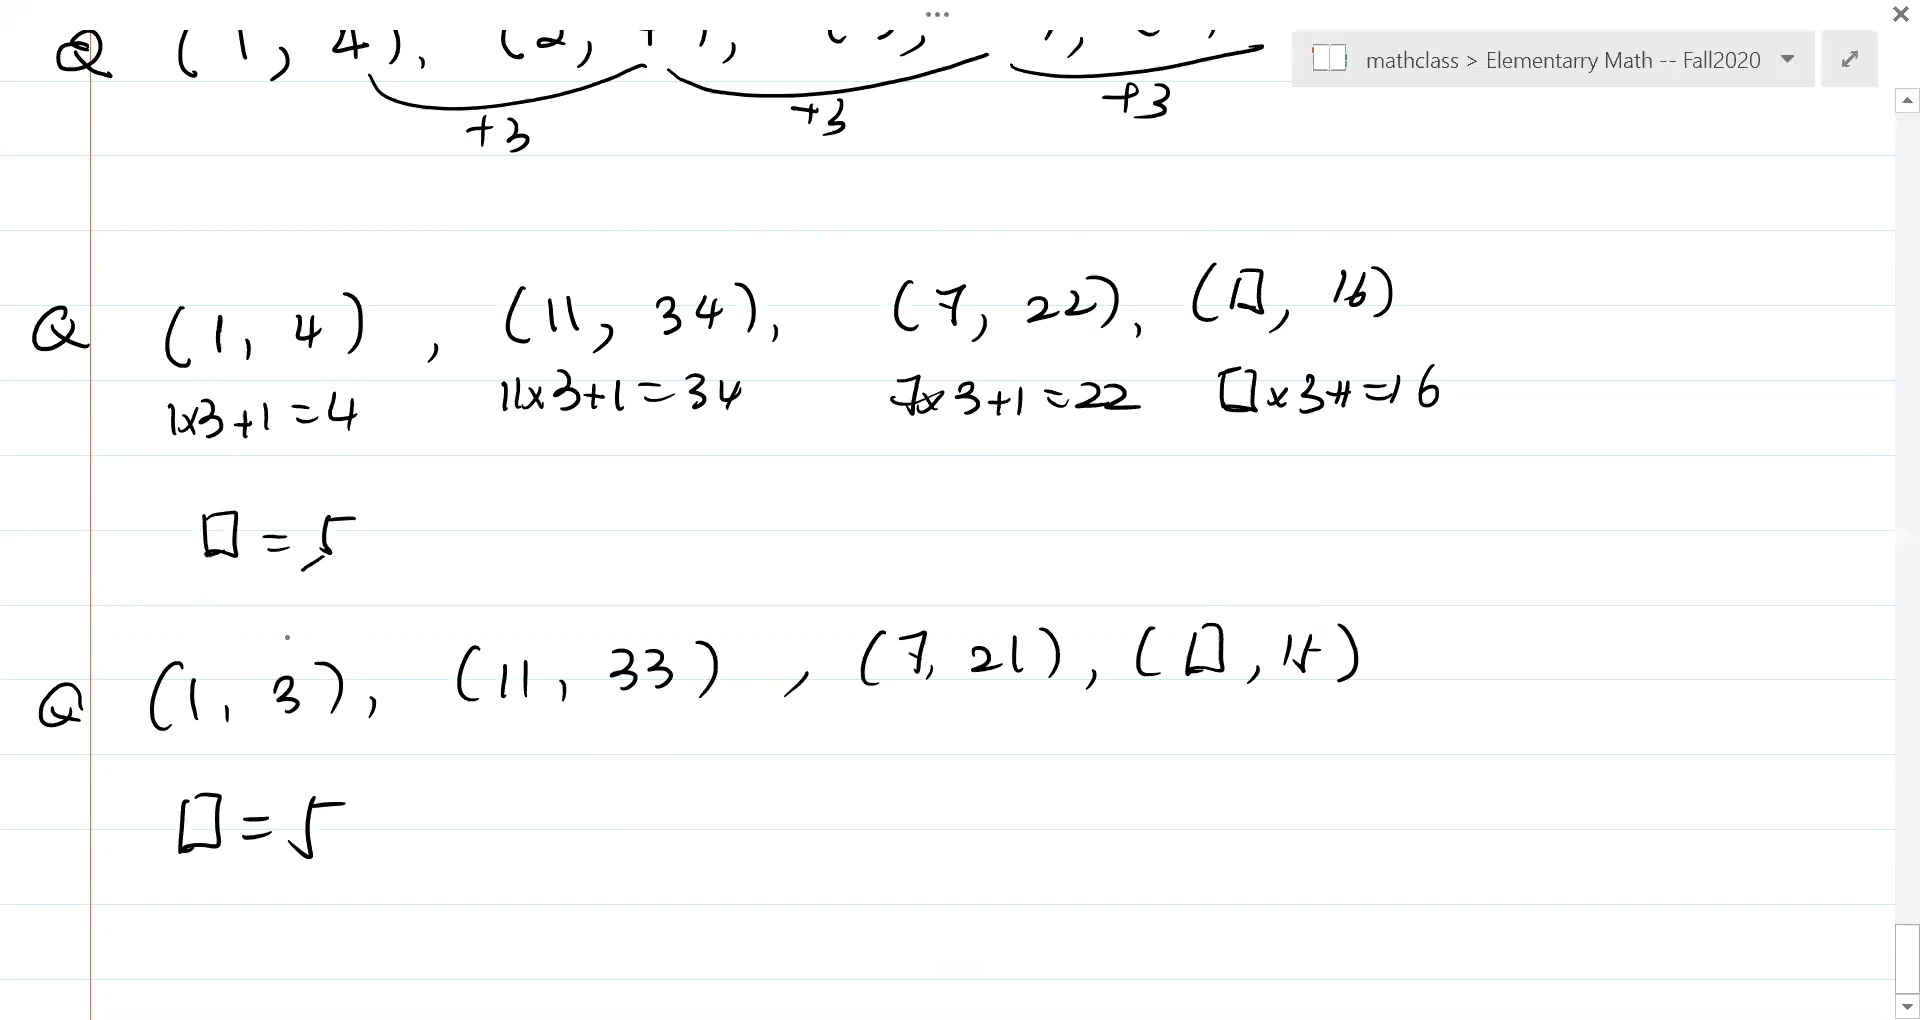 Q (1, 4), (2,
mathclass > Elementarry Math -- Fall2020
+3 +3 +3
Q (1, 4), (11, 34), (7, 22), (□, 16)
1x3+1=4 11x3+1=34 7x3+1=22 □x3+1=16
□=5
Q (1, 3), (11, 33), (7, 21), (□, 15)
□=5